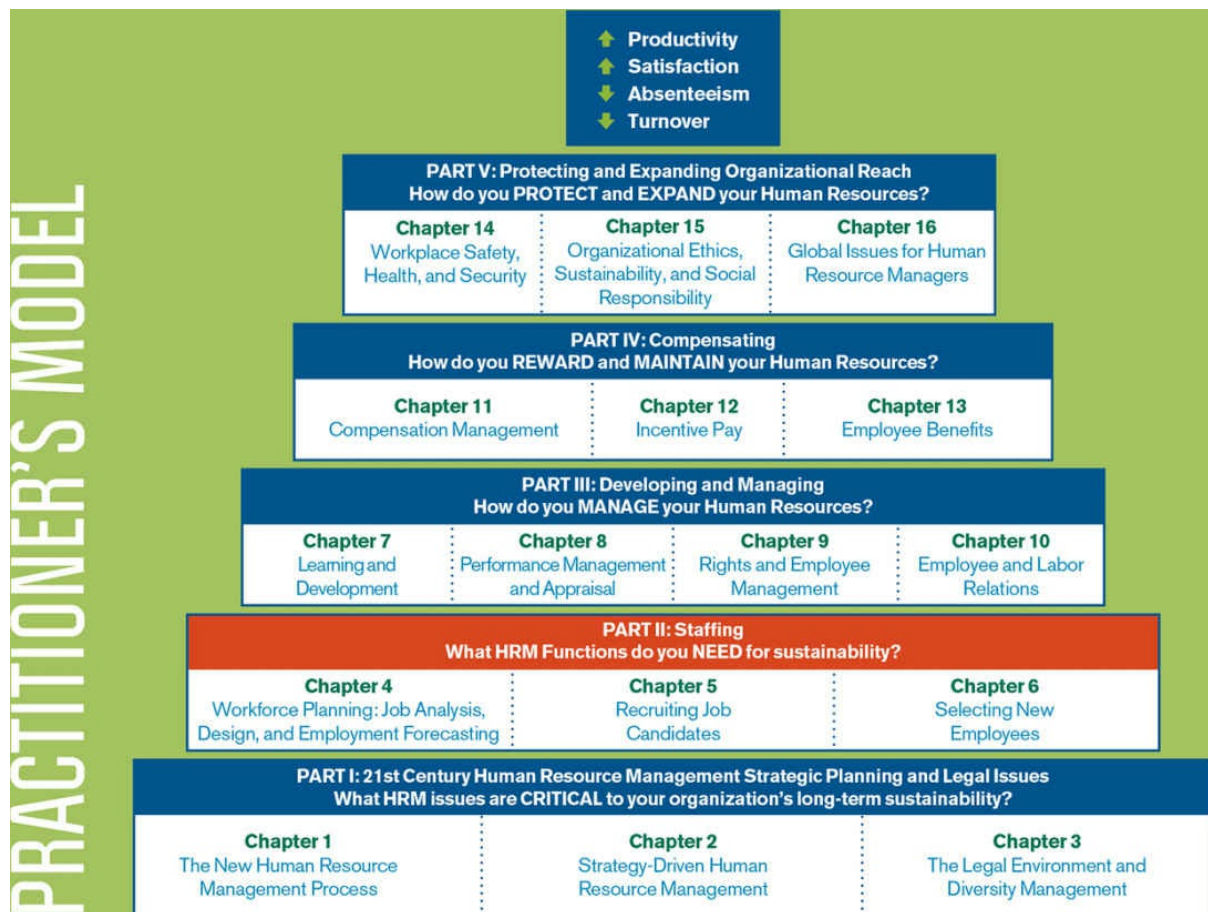 PRACTITIONER'S MODEL
Productivity
Satisfaction
Absenteeism
Turnover
PART V: Protecting and Expanding Organizational Reach
How do you PROTECT and EXPAND your Human Resources?
Chapter 14
Workplace Safety,
Health, and Security
Chapter 15
Organizational Ethics,
Sustainability, and Social
Responsibility
Chapter 16
Global Issues for Human
Resource Managers
PART IV: Compensating
How do you REWARD and MAINTAIN your Human Resources?
Chapter 11
Compensation Management
Chapter 12
Incentive Pay
Chapter 13
Employee Benefits
PART III: Developing and Managing
How do you MANAGE your Human Resources?
Chapter 7
Learning and
Development
Chapter 8
Performance Management
and Appraisal
Chapter 9
Rights and Employee
Management
Chapter 10
Employee and Labor
Relations
PART II: Staffing
What HRM Functions do you NEED for sustainability?
Chapter 4
Workforce Planning: Job Analysis,
Design, and Employment Forecasting
Chapter 5
Recruiting Job
Candidates
Chapter 6
Selecting New
Employees
PART I: 21st Century Human Resource Management Strategic Planning and Legal Issues
What HRM issues are CRITICAL to your organization's long-term sustainability?
Chapter 1
The New Human Resource
Management Process
Chapter 2
Strategy-Driven Human
Resource Management
Chapter 3
The Legal Environment and
Diversity Management